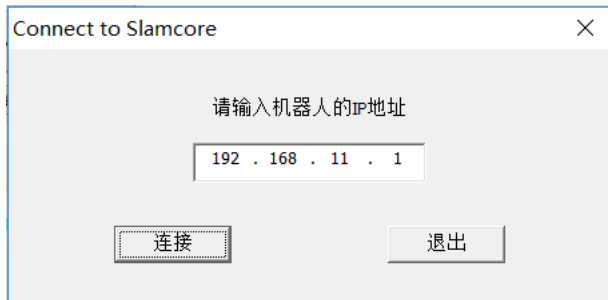 Connect to Slamcore
请输入机器人的IP地址
192 . 168 . 11 . 1
连接 退出